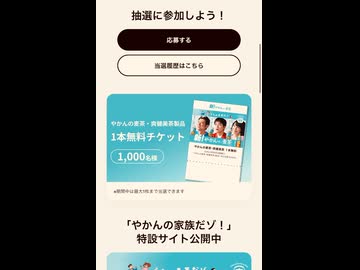 抽選に参加しよう！
応募する
当選履歴はこちら
やかんの麦茶・爽健美茶製品
1本無料チケット
1,000名様
※期間中は最大1枚まで当選できます
「やかんの家族だゾ！」
特設サイト公開中